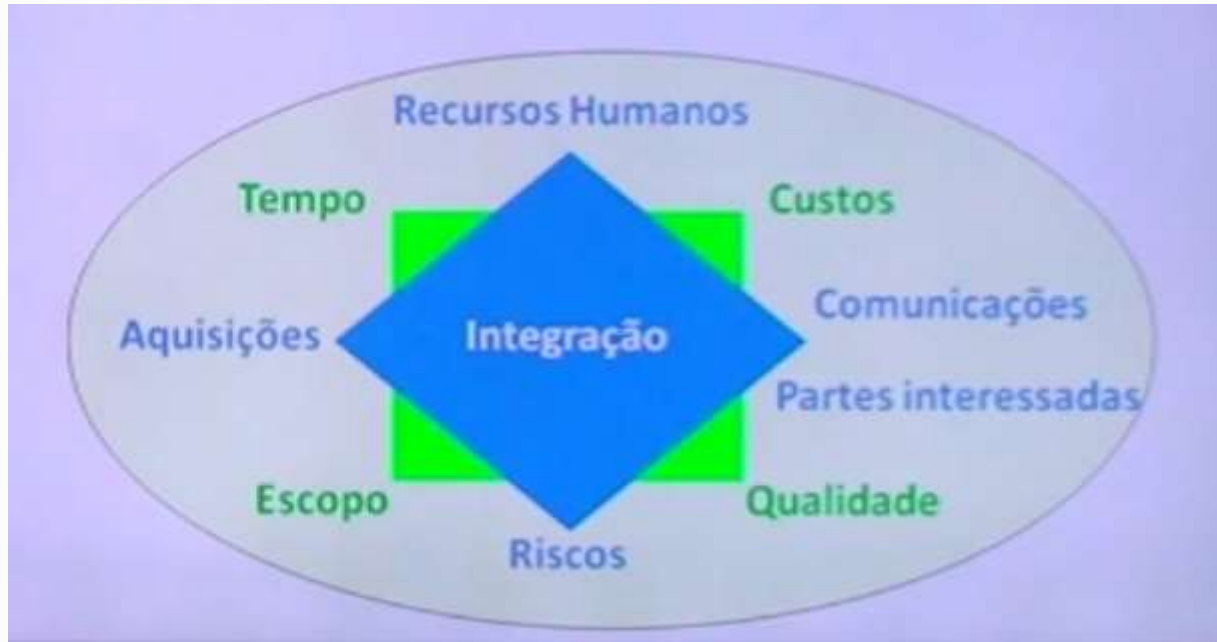 Recursos Humanos
Tempo
Custos
Comunicações
Aquisições
Integração
Partes interessadas
Escopo
Qualidade
Riscos